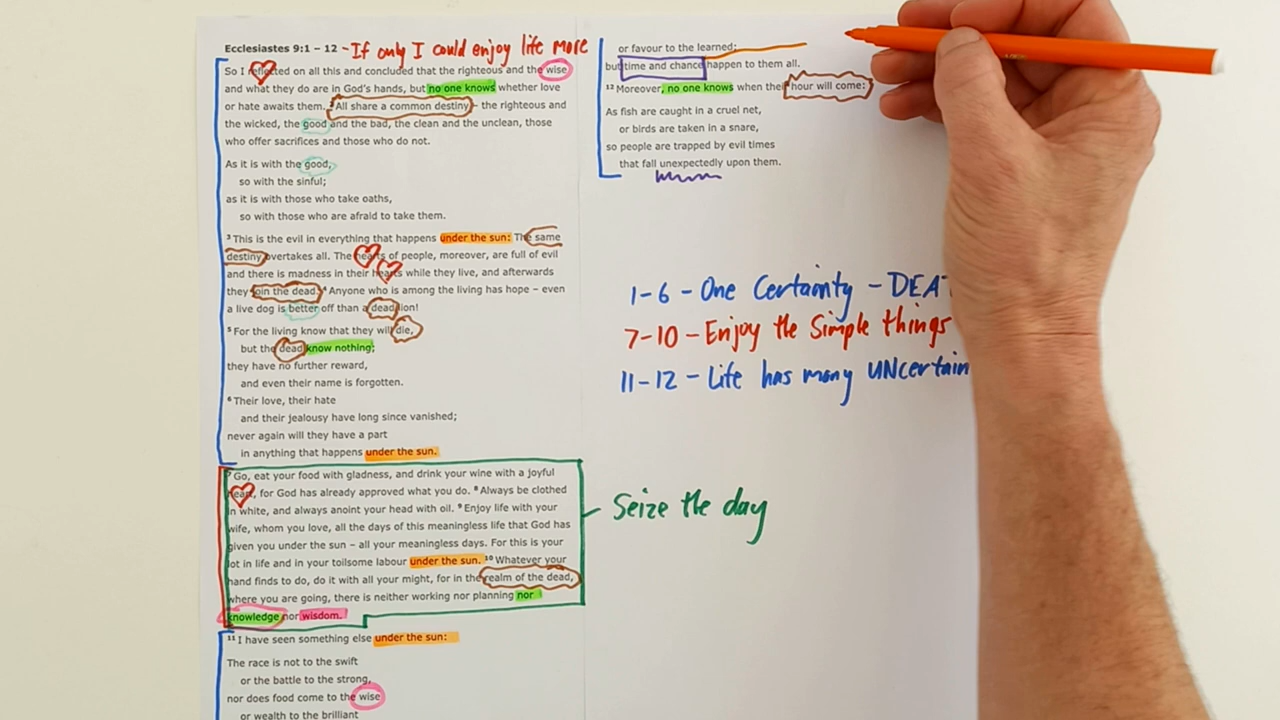 Ecclesiastes 9:1 – 12 - If only I could enjoy life more
So I reflected on all this and concluded that the righteous and the wise
and what they do are in God's hands, but no one knows whether love
or hate awaits them. ² All share a common destiny – the righteous and
the wicked, the good and the bad, the clean and the unclean, those
who offer sacrifices and those who do not.
As it is with the good,
so with the sinful;
as it is with those who take oaths,
so with those who are afraid to take them.
³ This is the evil in everything that happens under the sun: The same
destiny overtakes all. The hearts of people, moreover, are full of evil
and there is madness in their hearts while they live, and afterwards
they join the dead. ⁴ Anyone who is among the living has hope – even
a live dog is better off than a dead lion!
⁵ For the living know that they will die,
but the dead know nothing;
they have no further reward,
and even their name is forgotten.
⁶ Their love, their hate
and their jealousy have long since vanished;
never again will they have a part
in anything that happens under the sun.
⁷ Go, eat your food with gladness, and drink your wine with a joyful
heart, for God has already approved what you do. ⁸ Always be clothed
in white, and always anoint your head with oil. ⁹ Enjoy life with your
wife, whom you love, all the days of this meaningless life that God has
given you under the sun – all your meaningless days. For this is your
lot in life and in your toilsome labour under the sun. ¹⁰ Whatever your
hand finds to do, do it with all your might, for in the realm of the dead,
where you are going, there is neither working nor planning nor
knowledge nor wisdom.
¹¹ I have seen something else under the sun:
The race is not to the swift
or the battle to the strong,
nor does food come to the wise
or wealth to the brilliant
or favour to the learned;
but time and chance happen to them all.
¹² Moreover, no one knows when their hour will come:
As fish are caught in a cruel net,
or birds are taken in a snare,
so people are trapped by evil times
that fall unexpectedly upon them.
1-6 - One Certainty - DEAT
7-10 - Enjoy the Simple things
11-12 - Life has many UNcertain
Seize the day